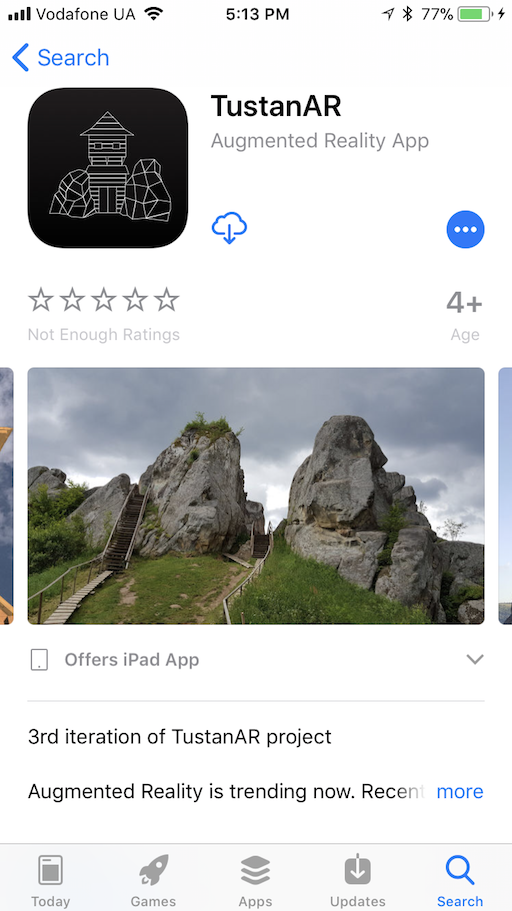 Vodafone UA 5:13 PM 77%
Search
TustanAR
Augmented Reality App
Not Enough Ratings
4+
Age
Offers iPad App
3rd iteration of TustanAR project
Augmented Reality is trending now. Recent more
Today Games Apps Updates Search